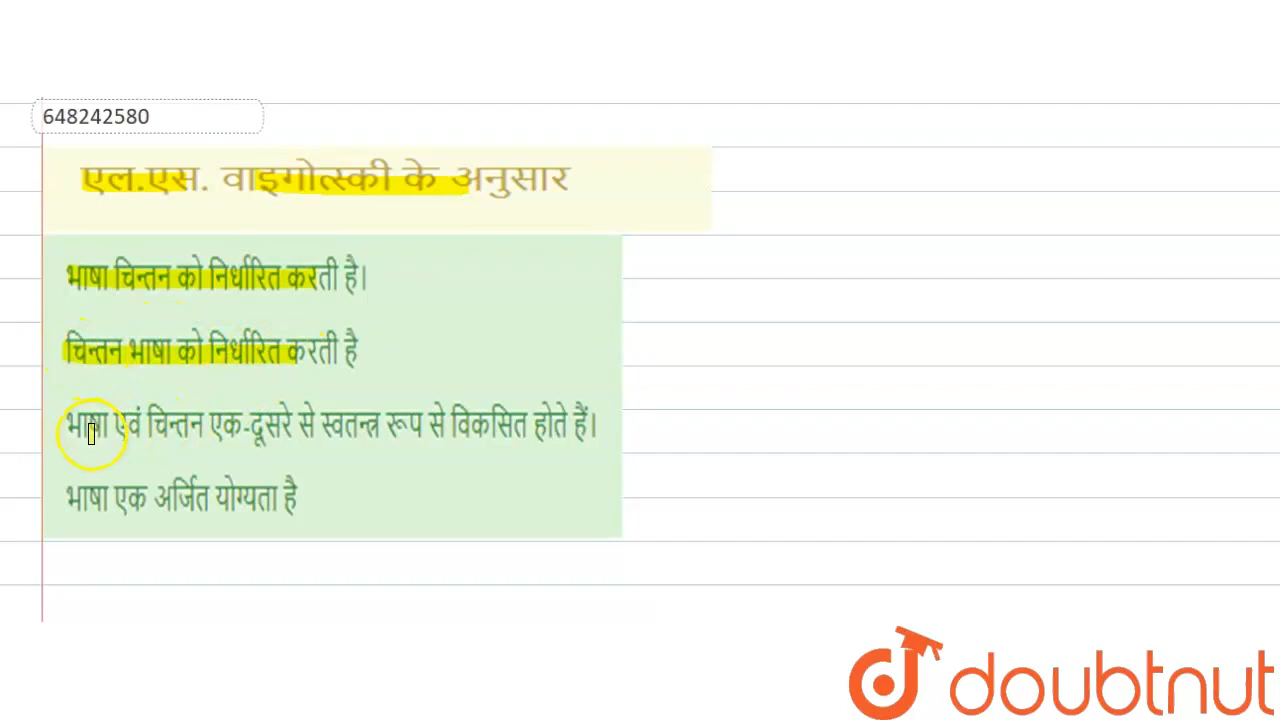 648242580
एल.एस. वाइगोत्स्की के अनुसार
भाषा चिन्तन को निर्धारित करती है।
चिन्तन भाषा को निर्धारित करती है
भाषा एवं चिन्तन एक-दूसरे से स्वतन्त्र रूप से विकसित होते हैं।
भाषा एक अर्जित योग्यता है
doubtnut